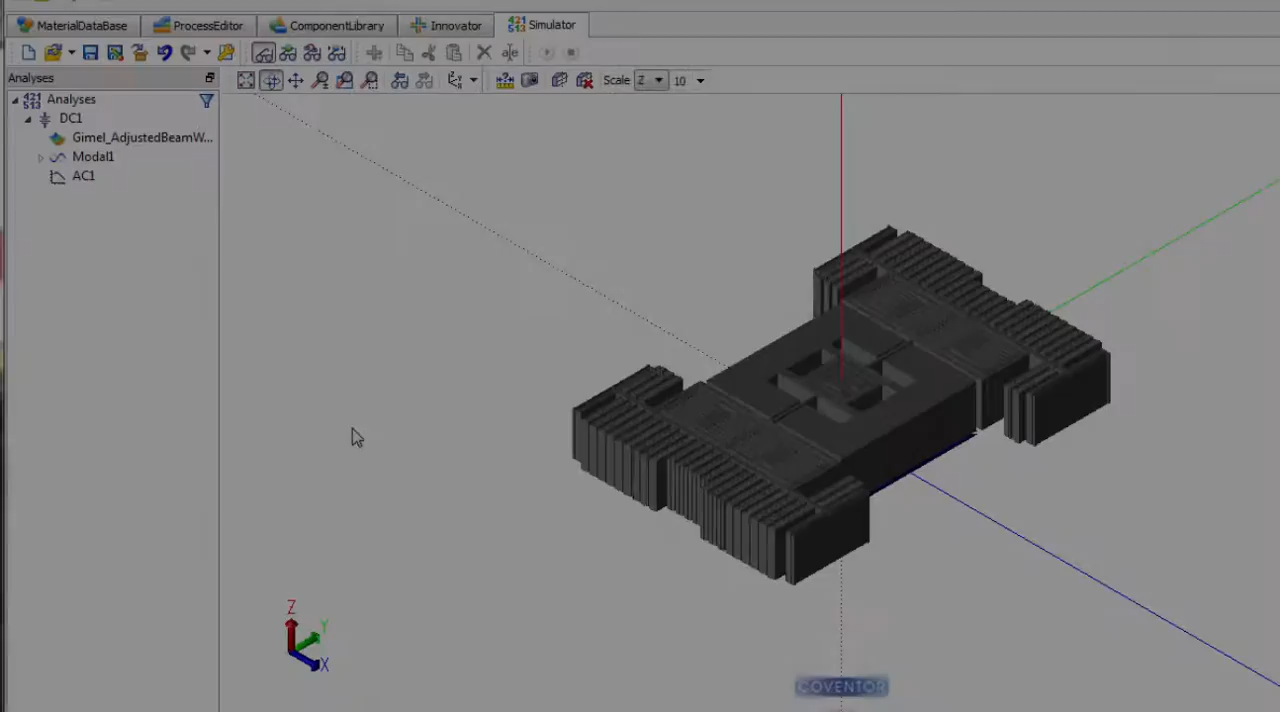 MaterialDataBase ProcessEditor ComponentLibrary Innovator Simulator
Analyses Scale Z 10
Analyses
DC1
Gimel_AdjustedBeamW...
Modal1
AC1
Z
Y
X
COVENTOR